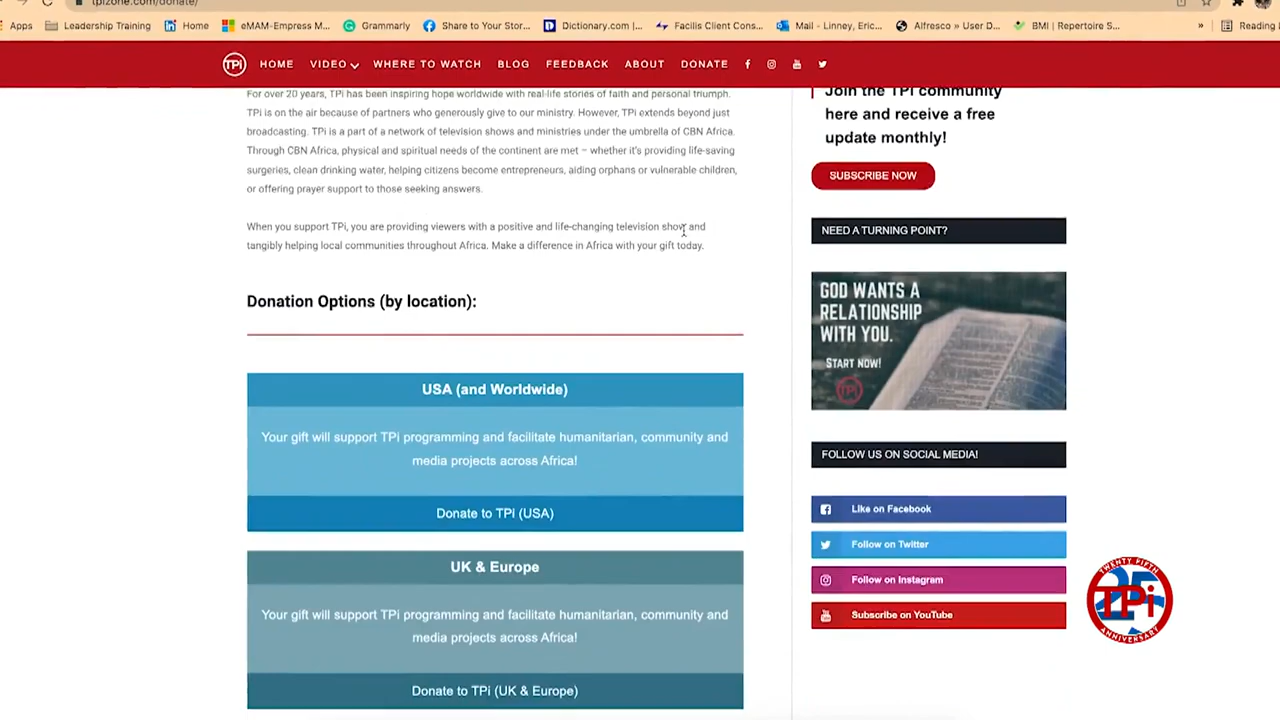 tpizone.com/donate/
Apps Leadership Training Home eMAM-Empress M... Grammarly Share to Your Stor... Dictionary.com |... Facilis Client Cons... Mail - Linney, Eric... Alfresco » User D... BMI | Repertoire S... » Reading
TPi HOME VIDEO WHERE TO WATCH BLOG FEEDBACK ABOUT DONATE
For over 20 years, TPi has been inspiring hope worldwide with real-life stories of faith and personal triumph.
TPi is on the air because of partners who generously give to our ministry. However, TPi extends beyond just
broadcasting. TPi is a part of a network of television shows and ministries under the umbrella of CBN Africa.
Through CBN Africa, physical and spiritual needs of the continent are met – whether it's providing life-saving
surgeries, clean drinking water, helping citizens become entrepreneurs, aiding orphans or vulnerable children,
or offering prayer support to those seeking answers.
When you support TPi, you are providing viewers with a positive and life-changing television show and
tangibly helping local communities throughout Africa. Make a difference in Africa with your gift today.
Donation Options (by location):
USA (and Worldwide)
Your gift will support TPi programming and facilitate humanitarian, community and
media projects across Africa!
Donate to TPi (USA)
UK & Europe
Your gift will support TPi programming and facilitate humanitarian, community and
media projects across Africa!
Donate to TPi (UK & Europe)
Join the TPi community
here and receive a free
update monthly!
SUBSCRIBE NOW
NEED A TURNING POINT?
GOD WANTS A
RELATIONSHIP
WITH YOU.
START NOW!
TPi
FOLLOW US ON SOCIAL MEDIA!
Like on Facebook
Follow on Twitter
Follow on Instagram
Subscribe on YouTube
TWENTY FIFTH
25
TPi
ANNIVERSARY